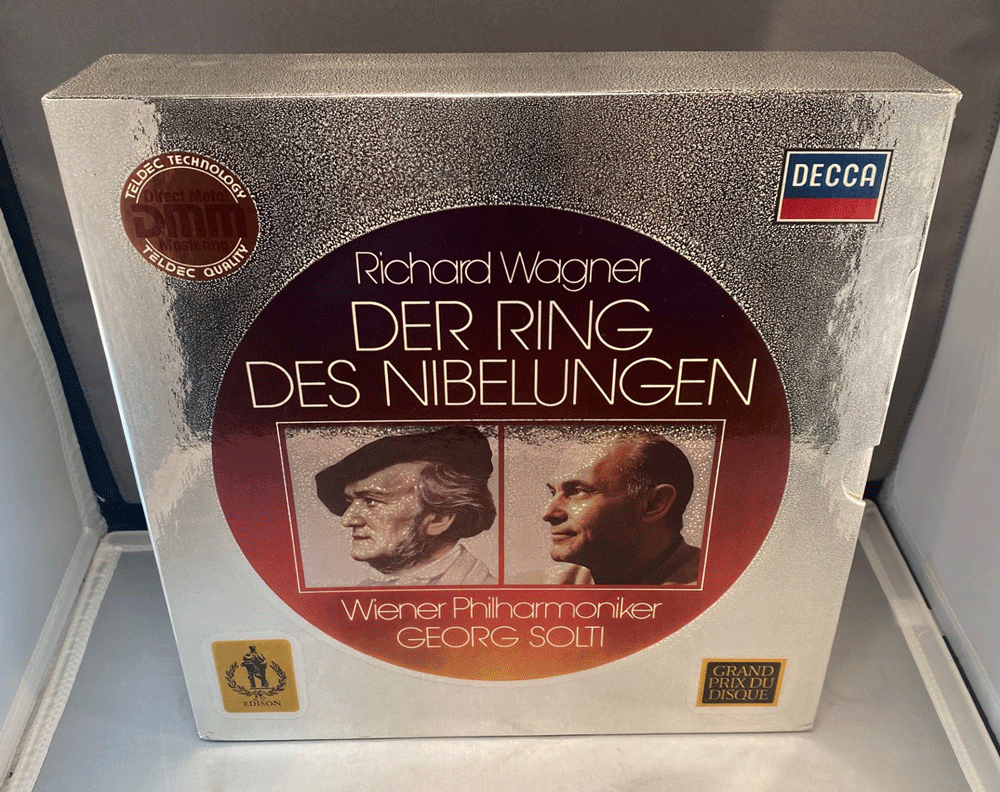 TELDEC TECHNOLOGY
Direct Metal
DMM
Mastering
TELDEC QUALITY
DECCA
Richard Wagner
DER RING
DES NIBELUNGEN
Wiener Philharmoniker
GEORG SOLTI
EDISON
GRAND
PRIX DU
DISQUE